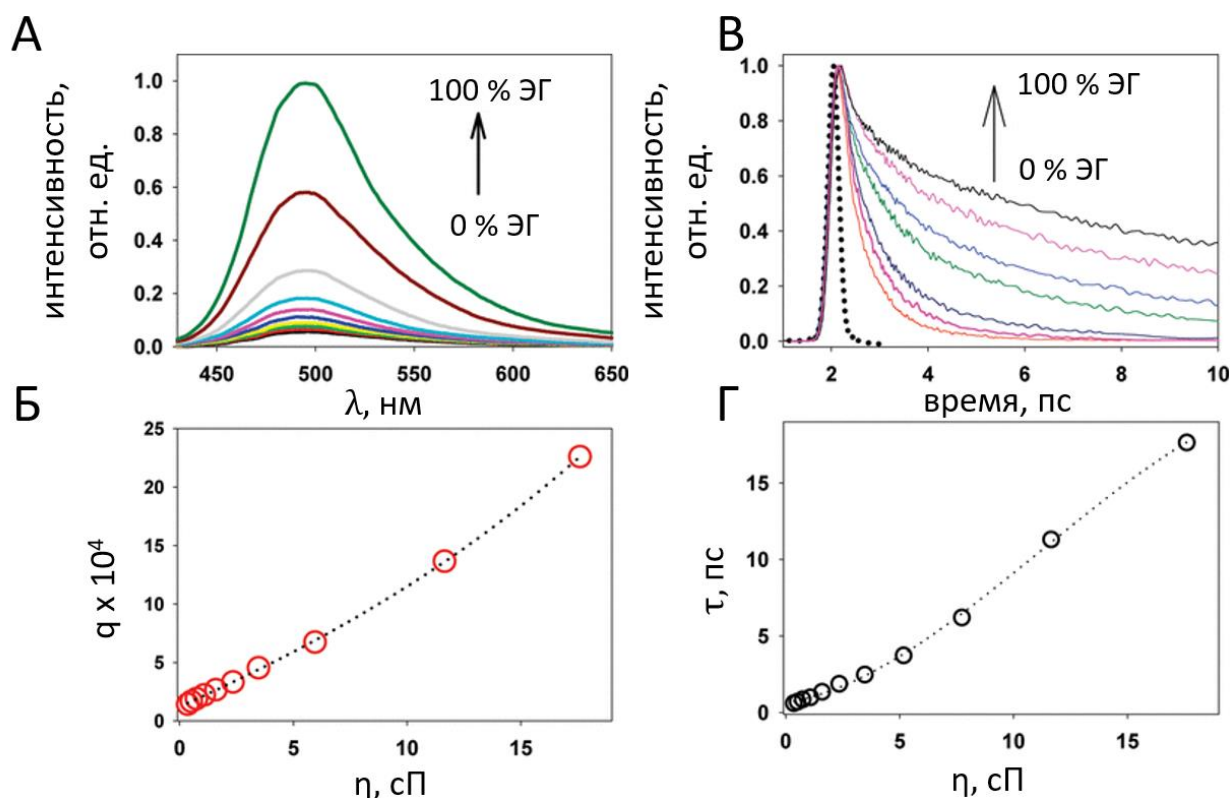 А
интенсивность,
отн. ед.
1.0
0.8
0.6
0.4
0.2
0.0
100 % ЭГ
0 % ЭГ
450 500 550 600 650
λ, нм
В
интенсивность,
отн. ед.
1.0
0.8
0.6
0.4
0.2
0.0
100 % ЭГ
0 % ЭГ
2 4 6 8 10
время, пс
Б
q x 10⁴
25
20
15
10
5
0
0 5 10 15
η, сП
Г
τ, пс
15
10
5
0
0 5 10 15
η, сП